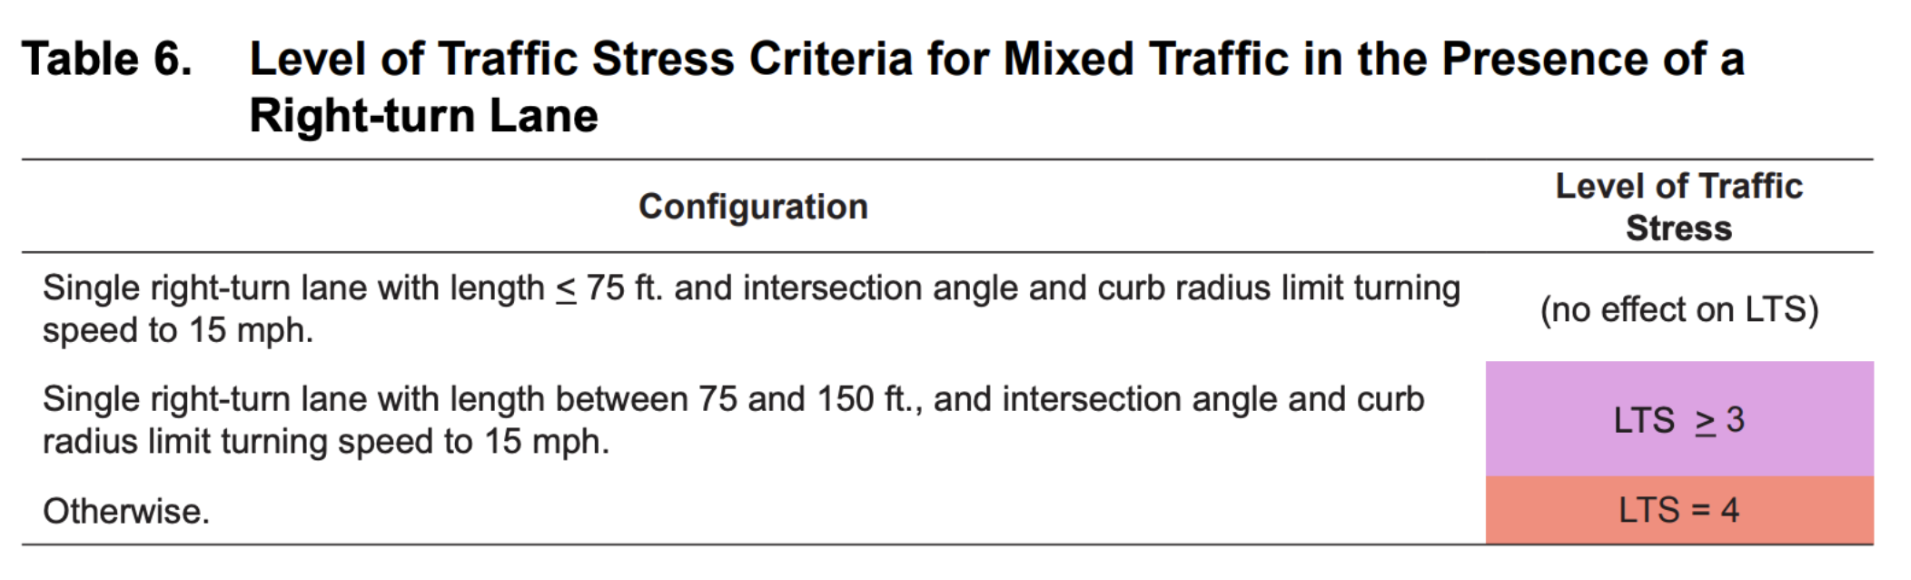 Table 6. Level of Traffic Stress Criteria for Mixed Traffic in the Presence of a
Right-turn Lane
Configuration
Level of Traffic
Stress
Single right-turn lane with length ≤ 75 ft. and intersection angle and curb radius limit turning
speed to 15 mph.
(no effect on LTS)
Single right-turn lane with length between 75 and 150 ft., and intersection angle and curb
radius limit turning speed to 15 mph.
LTS ≥ 3
Otherwise.
LTS = 4